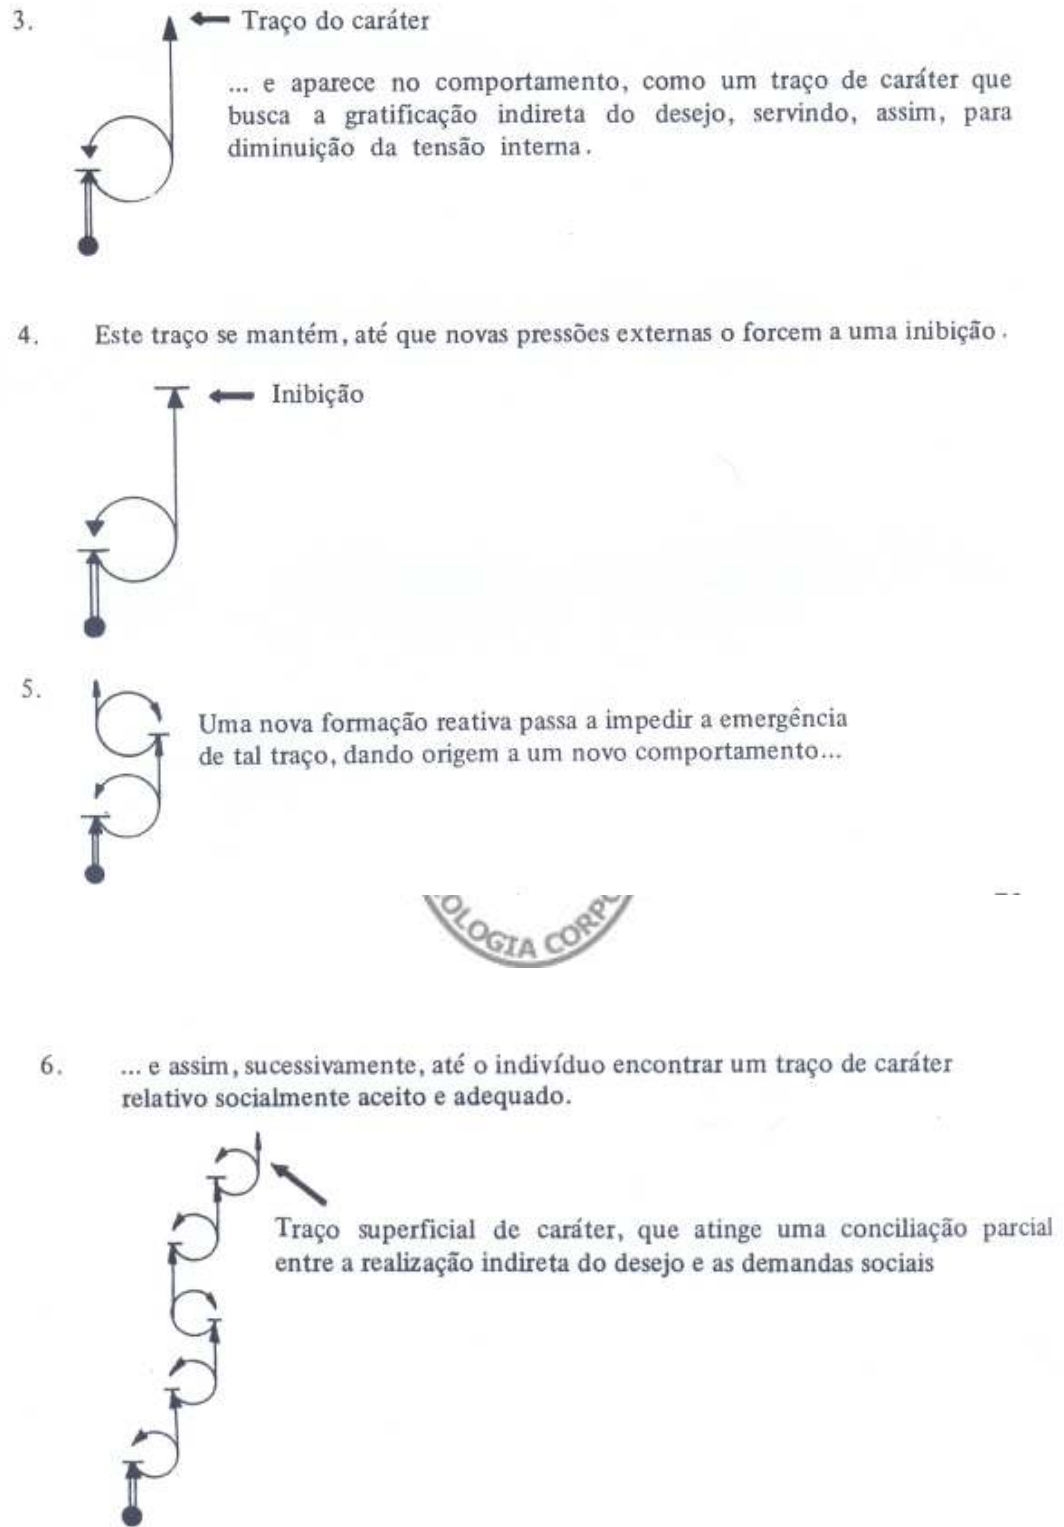 3.
Traço do caráter
... e aparece no comportamento, como um traço de caráter que
busca a gratificação indireta do desejo, servindo, assim, para
diminuição da tensão interna.
4. Este traço se mantém, até que novas pressões externas o forcem a uma inibição.
Inibição
5.
Uma nova formação reativa passa a impedir a emergência
de tal traço, dando origem a um novo comportamento...
OLOGIA CORPO
6. ... e assim, sucessivamente, até o indivíduo encontrar um traço de caráter
relativo socialmente aceito e adequado.
Traço superficial de caráter, que atinge uma conciliação parcial
entre a realização indireta do desejo e as demandas sociais